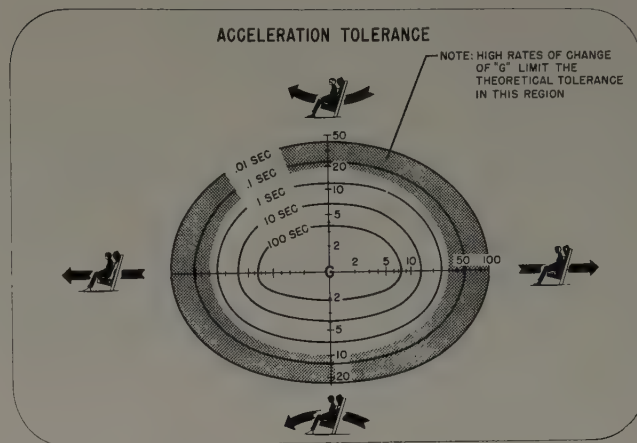 ACCELERATION TOLERANCE
NOTE: HIGH RATES OF CHANGE
OF "G" LIMIT THE
THEORETICAL TOLERANCE
IN THIS REGION
50
20
10
5
2
.01 SEC
.1 SEC
1 SEC
10 SEC
100 SEC
G
2 5 10 50 100
2
5
10
20